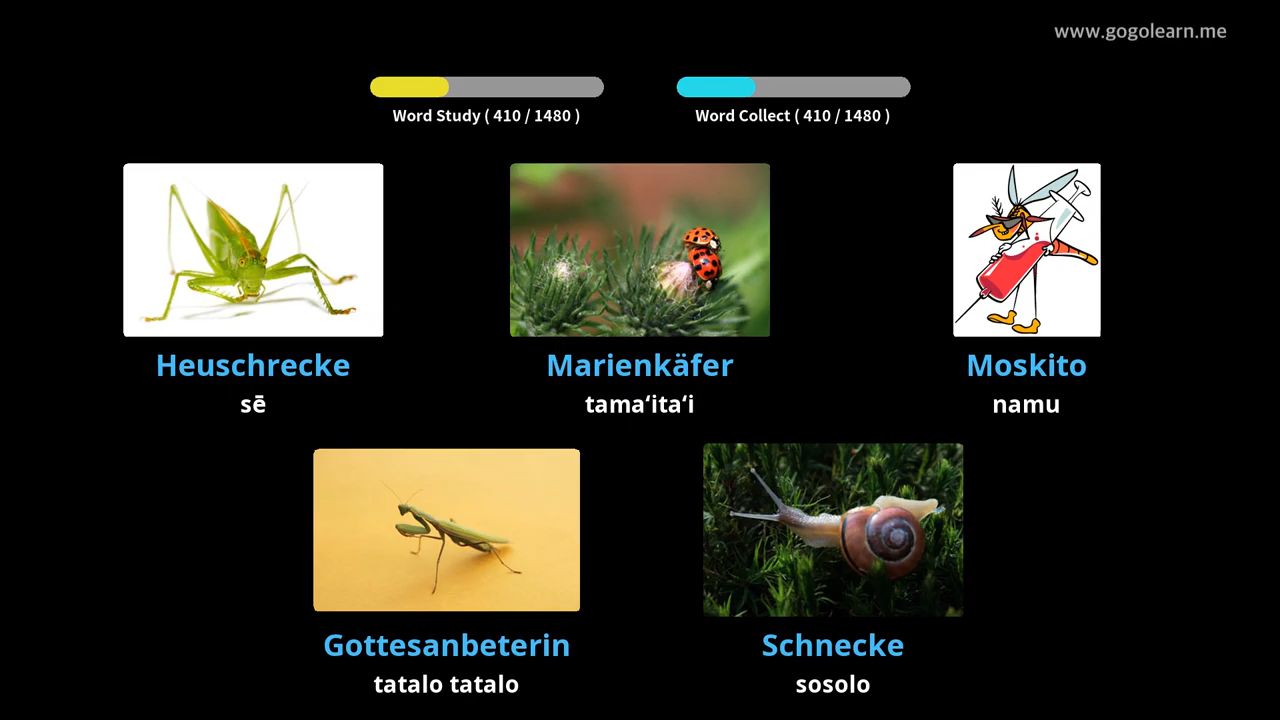 www.gogolearn.me
Word Study ( 410 / 1480 )
Word Collect ( 410 / 1480 )
Heuschrecke
sē
Marienkäfer
tamaʻitaʻi
Moskito
namu
Gottesanbeterin
tatalo tatalo
Schnecke
sosolo